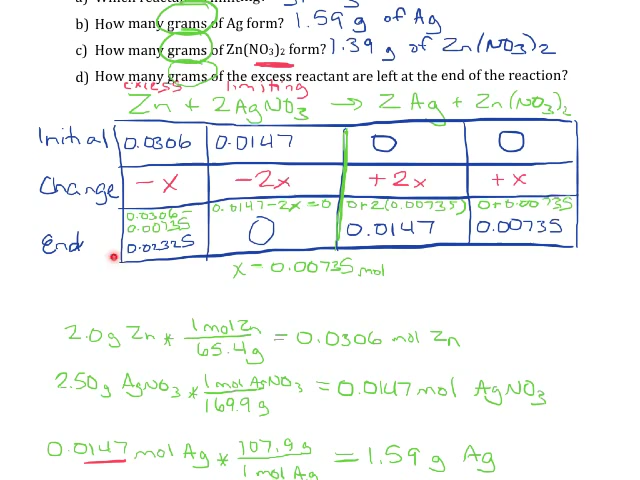 b) How many grams of Ag form? 1.59 g of Ag
c) How many grams of Zn(NO₃)₂ form? 1.39 g of Zn(NO3)2
d) How many grams of the excess reactant are left at the end of the reaction?
excess limiting
Zn + 2AgNO3 → 2Ag + Zn(NO3)2
Initial 0.0306 0.0147 0 0
Change -x -2x +2x +x
0.0306- 0.00735 0.0147-2x=0 0+2(0.00735) 0+0.00735
End 0.02325 0 0.0147 0.00735
x = 0.00735 mol
2.0g Zn * 1 mol Zn / 65.4g = 0.0306 mol Zn
2.50g AgNO3 * 1 mol AgNO3 / 169.9 g = 0.0147 mol AgNO3
0.0147 mol Ag * 107.9 g / 1 mol Ag = 1.59 g Ag